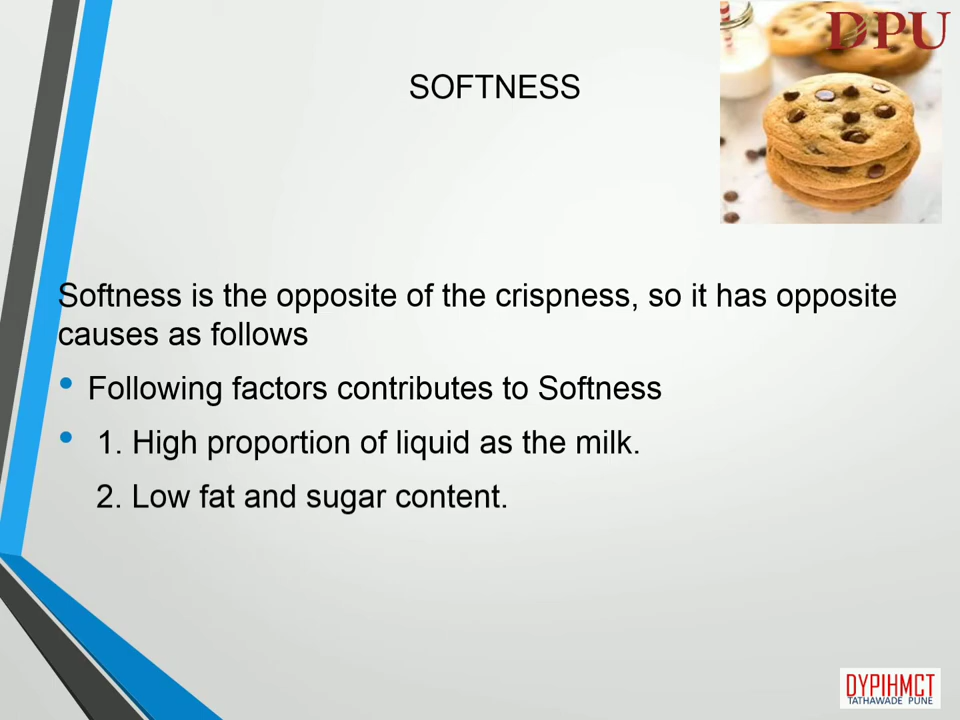 DPU
SOFTNESS
Softness is the opposite of the crispness, so it has opposite
causes as follows
• Following factors contributes to Softness
• 1. High proportion of liquid as the milk.
2. Low fat and sugar content.
DYPIHMCT
TATHAWADE PUNE